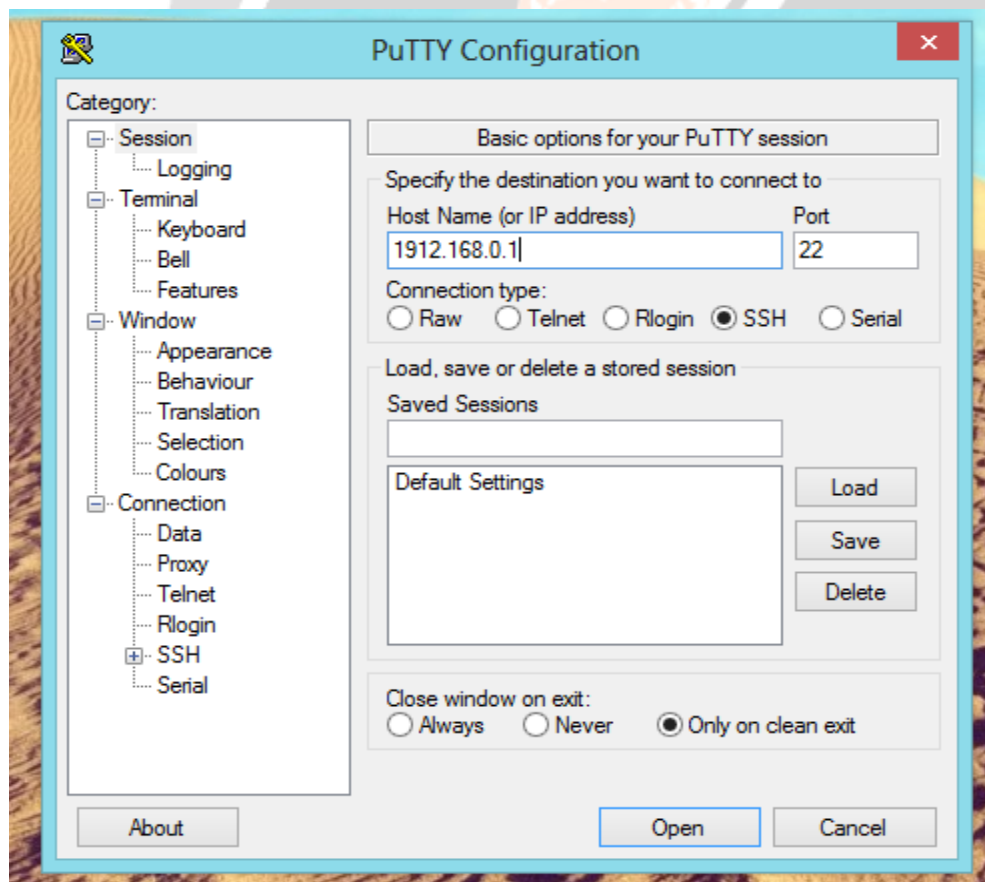 PuTTY Configuration
Category:
Session
Logging
Terminal
Keyboard
Bell
Features
Window
Appearance
Behaviour
Translation
Selection
Colours
Connection
Data
Proxy
Telnet
Rlogin
SSH
Serial
Basic options for your PuTTY session
Specify the destination you want to connect to
Host Name (or IP address) Port
1912.168.0.1 22
Connection type:
Raw Telnet Rlogin SSH Serial
Load, save or delete a stored session
Saved Sessions
Default Settings
Load
Save
Delete
Close window on exit:
Always Never Only on clean exit
About Open Cancel